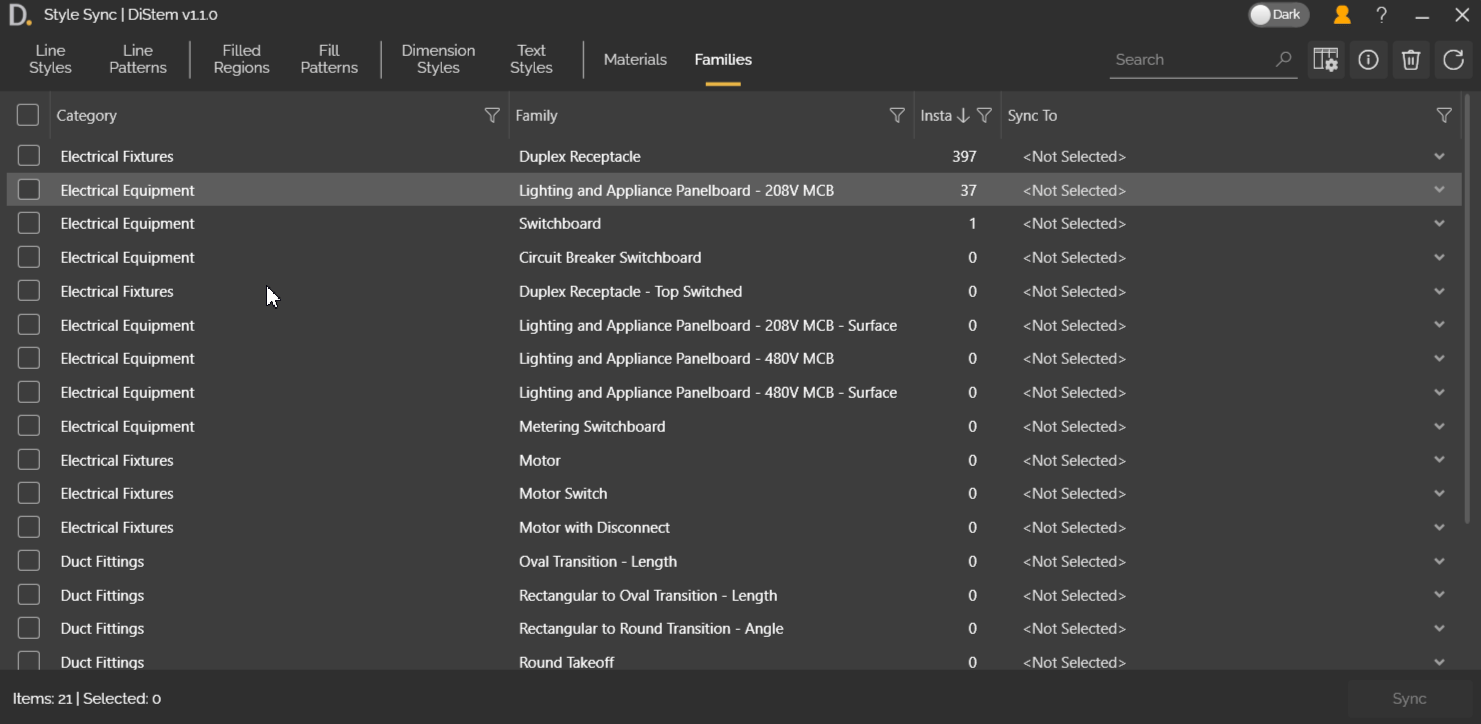 D. Style Sync | DiStem v1.1.0 Dark ?
Line Styles Line Patterns Filled Regions Fill Patterns Dimension Styles Text Styles Materials Families Search
Category Family Insta Sync To
Electrical Fixtures Duplex Receptacle 397 <Not Selected>
Electrical Equipment Lighting and Appliance Panelboard - 208V MCB 37 <Not Selected>
Electrical Equipment Switchboard 1 <Not Selected>
Electrical Equipment Circuit Breaker Switchboard 0 <Not Selected>
Electrical Fixtures Duplex Receptacle - Top Switched 0 <Not Selected>
Electrical Equipment Lighting and Appliance Panelboard - 208V MCB - Surface 0 <Not Selected>
Electrical Equipment Lighting and Appliance Panelboard - 480V MCB 0 <Not Selected>
Electrical Equipment Lighting and Appliance Panelboard - 480V MCB - Surface 0 <Not Selected>
Electrical Equipment Metering Switchboard 0 <Not Selected>
Electrical Fixtures Motor 0 <Not Selected>
Electrical Fixtures Motor Switch 0 <Not Selected>
Electrical Fixtures Motor with Disconnect 0 <Not Selected>
Duct Fittings Oval Transition - Length 0 <Not Selected>
Duct Fittings Rectangular to Oval Transition - Length 0 <Not Selected>
Duct Fittings Rectangular to Round Transition - Angle 0 <Not Selected>
Duct Fittings Round Takeoff 0 <Not Selected>
Items: 21 | Selected: 0 Sync